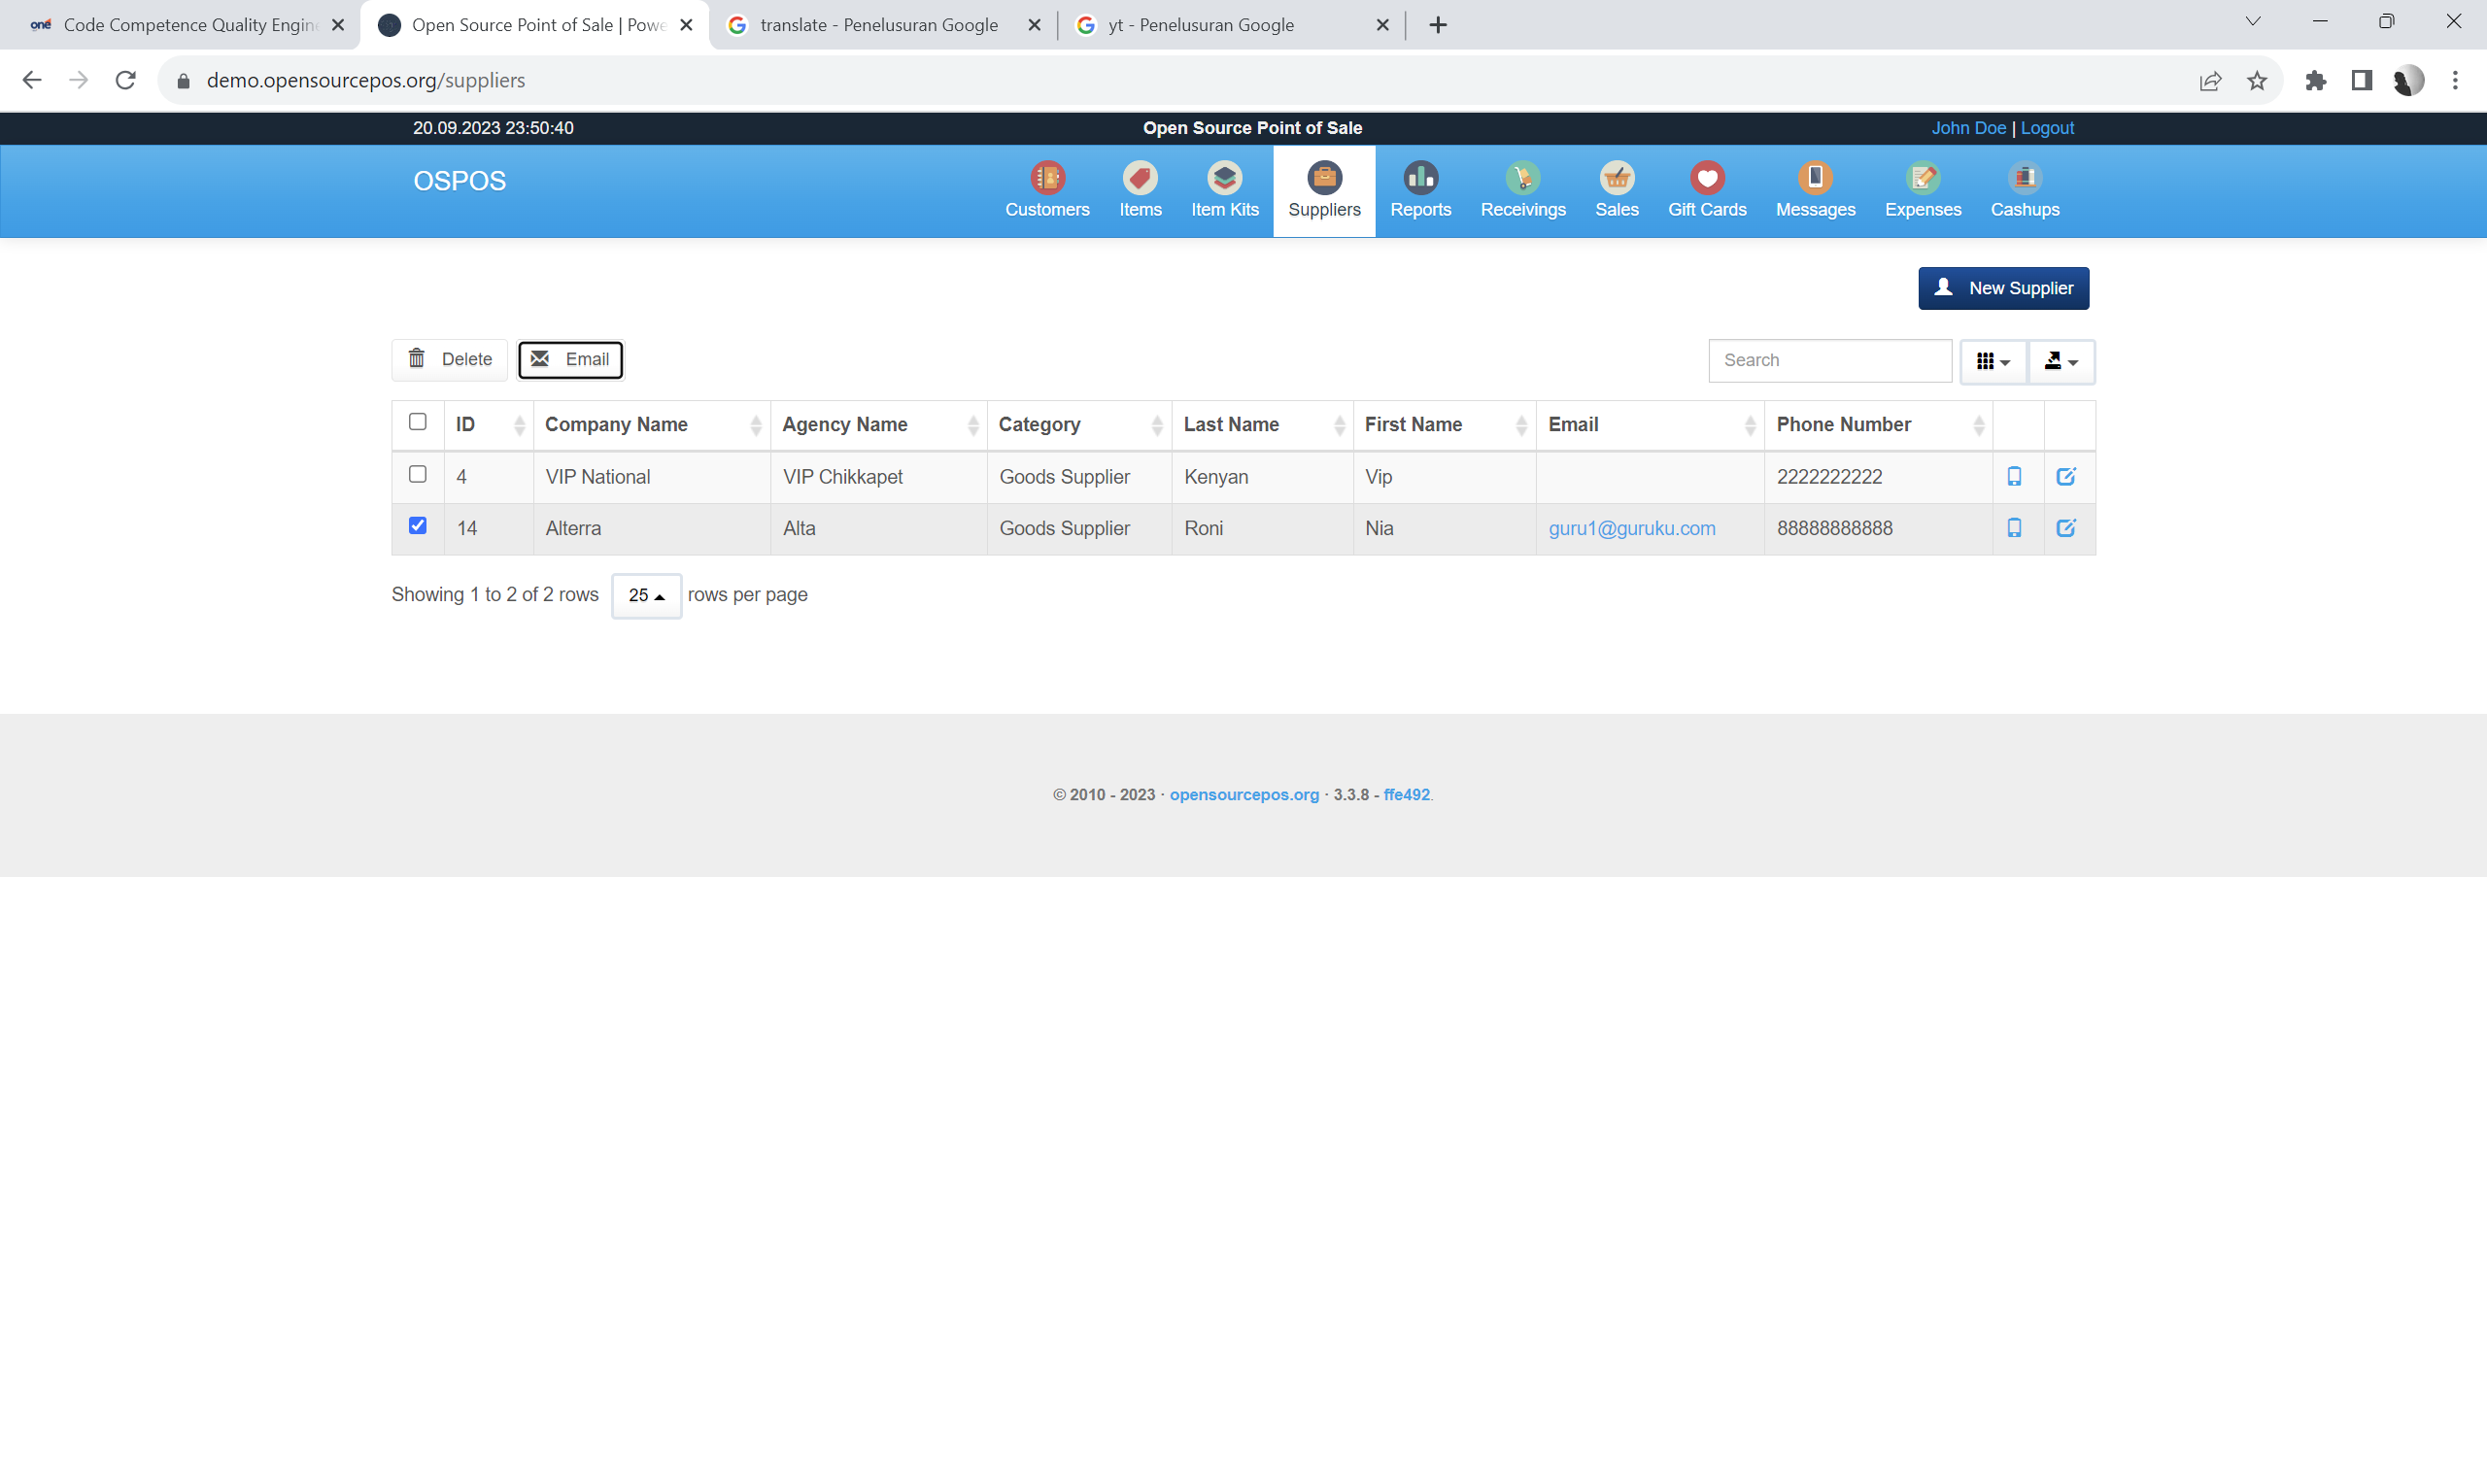 one Code Competence Quality Engine
Open Source Point of Sale | Powe
translate - Penelusuran Google
yt - Penelusuran Google
demo.opensourcepos.org/suppliers
20.09.2023 23:50:40
Open Source Point of Sale
John Doe | Logout
OSPOS
Customers
Items
Item Kits
Suppliers
Reports
Receivings
Sales
Gift Cards
Messages
Expenses
Cashups
New Supplier
Delete
Email
Search
ID Company Name Agency Name Category Last Name First Name Email Phone Number
4 VIP National VIP Chikkapet Goods Supplier Kenyan Vip 2222222222
14 Alterra Alta Goods Supplier Roni Nia guru1@guruku.com 88888888888
Showing 1 to 2 of 2 rows 25 rows per page
© 2010 - 2023 · opensourcepos.org · 3.3.8 - ffe492.